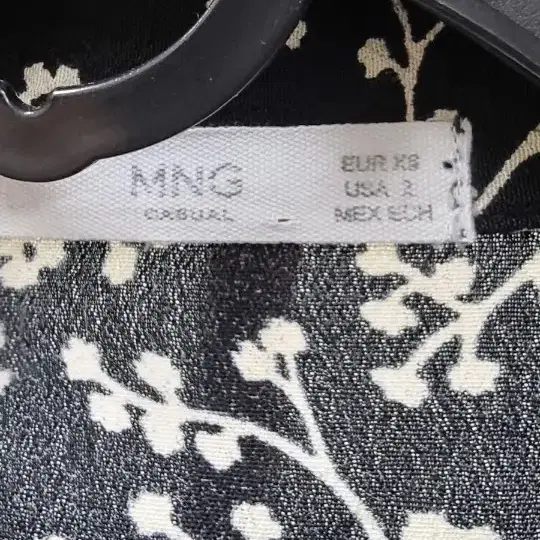 MNG
CASUAL
EUR XS
USA 2
MEX ECH